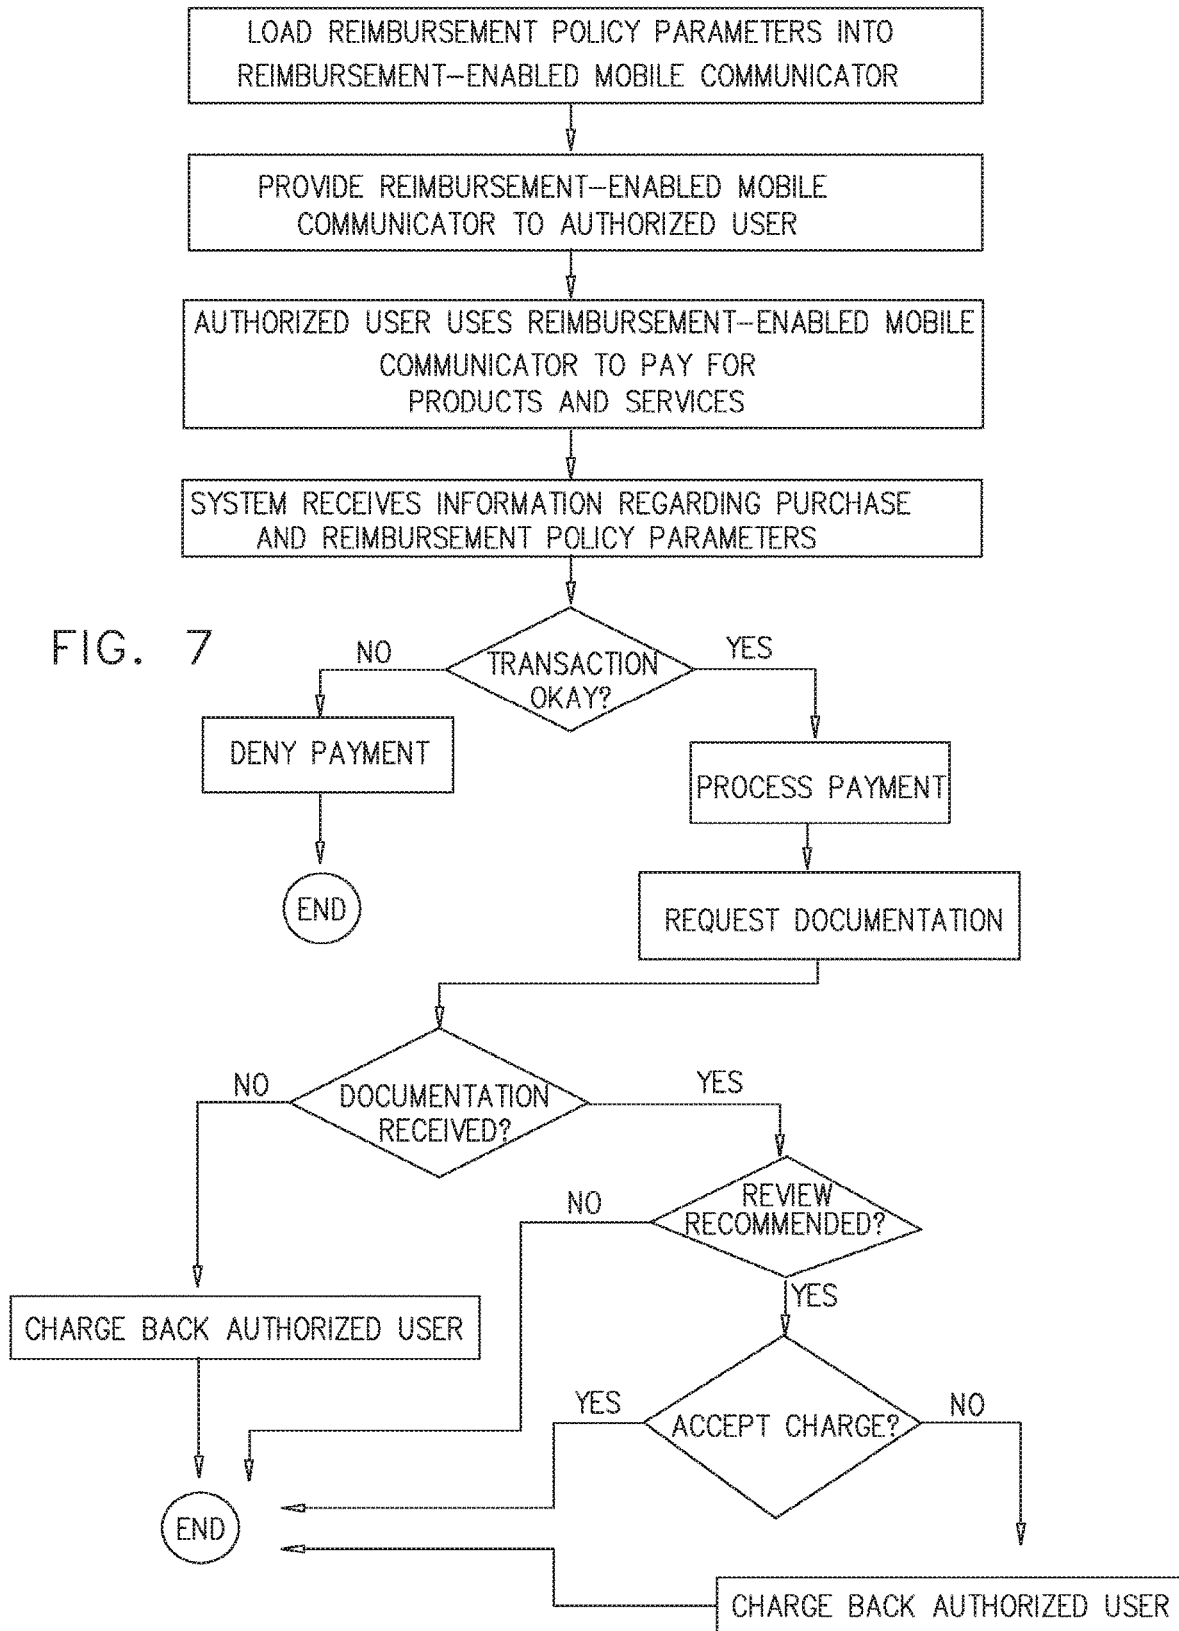 LOAD REIMBURSEMENT POLICY PARAMETERS INTO
REIMBURSEMENT-ENABLED MOBILE COMMUNICATOR
PROVIDE REIMBURSEMENT-ENABLED MOBILE
COMMUNICATOR TO AUTHORIZED USER
AUTHORIZED USER USES REIMBURSEMENT-ENABLED MOBILE
COMMUNICATOR TO PAY FOR
PRODUCTS AND SERVICES
SYSTEM RECEIVES INFORMATION REGARDING PURCHASE
AND REIMBURSEMENT POLICY PARAMETERS
FIG. 7
NO
TRANSACTION
OKAY?
YES
DENY PAYMENT
PROCESS PAYMENT
END
REQUEST DOCUMENTATION
NO
DOCUMENTATION
RECEIVED?
YES
NO
REVIEW
RECOMMENDED?
YES
CHARGE BACK AUTHORIZED USER
YES
ACCEPT CHARGE?
NO
END
CHARGE BACK AUTHORIZED USER